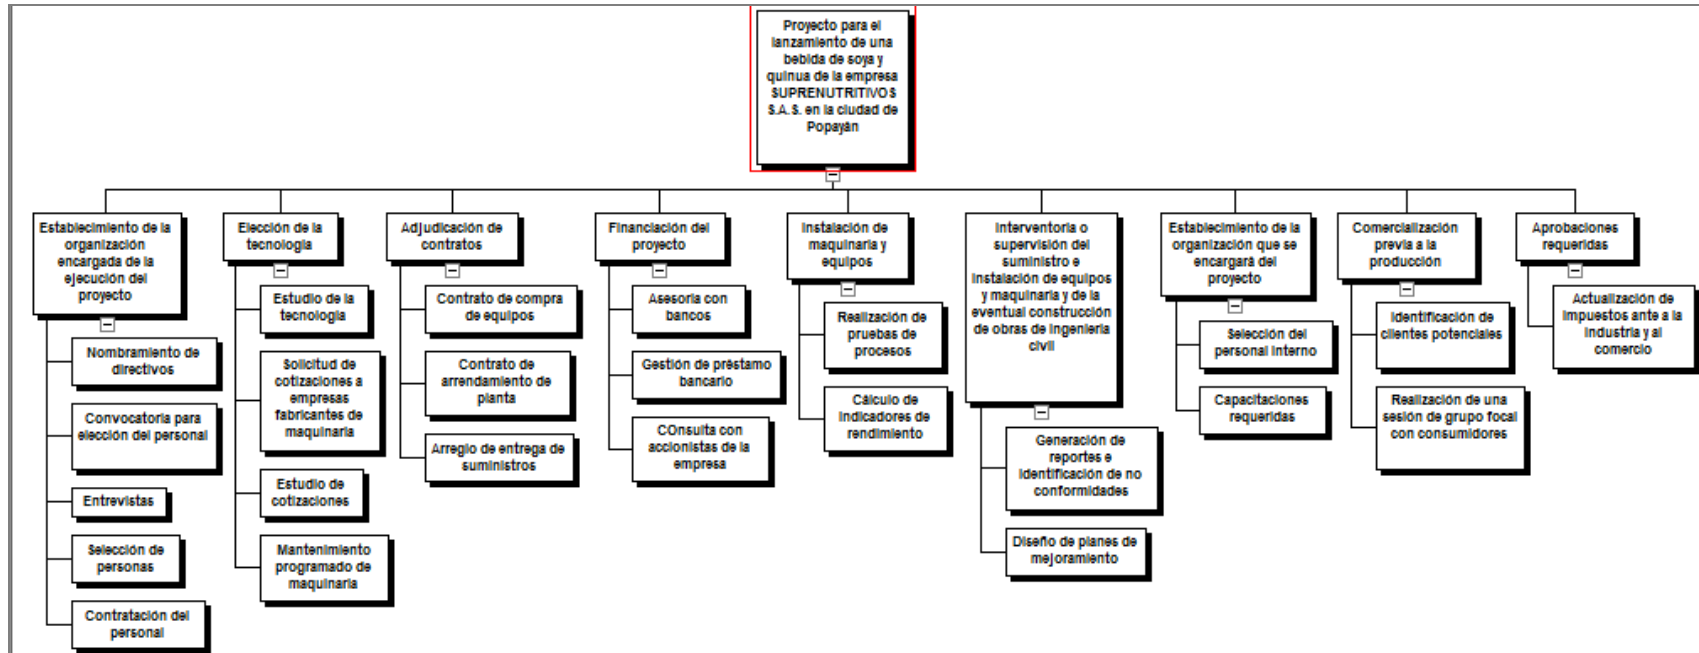 Proyecto para el
lanzamiento de una
bebida de soya y
quinua de la empresa
SUPRENUTRITIVOS
S.A.S. en la ciudad de
Popayán
Establecimiento de la
organización
encargada de la
ejecución del
proyecto
Nombramiento de
directivos
Convocatoria para
elección del personal
Entrevistas
Selección de
personas
Contratación del
personal
Elección de la
tecnología
Estudio de la
tecnología
Solicitud de
cotizaciones a
empresas
fabricantes de
maquinaria
Estudio de
cotizaciones
Mantenimiento
programado de
maquinaria
Adjudicación de
contratos
Contrato de compra
de equipos
Contrato de
arrendamiento de
planta
Arreglo de entrega de
suministros
Financiación del
proyecto
Asesoría con
bancos
Gestión de préstamo
bancario
COnsulta con
accionistas de la
empresa
Instalación de
maquinaria y
equipos
Realización de
pruebas de
procesos
Cálculo de
indicadores de
rendimiento
Interventoría o
supervisión del
suministro e
instalación de equipos
y maquinaria y de la
eventual construcción
de obras de ingeniería
civil
Generación de
reportes e
identificación de no
conformidades
Diseño de planes de
mejoramiento
Establecimiento de la
organización que se
encargará del
proyecto
Selección del
personal interno
Capacitaciones
requeridas
Comercialización
previa a la
producción
Identificación de
clientes potenciales
Realización de una
sesión de grupo focal
con consumidores
Aprobaciones
requeridas
Actualización de
impuestos ante a la
industria y al
comercio